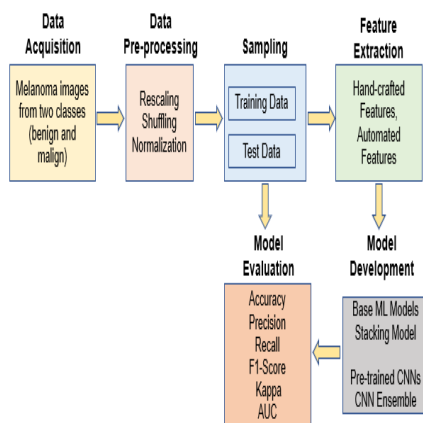 Data
Acquisition
Melanoma images
from two classes
(benign and
malign)
Data
Pre-processing
Rescaling
Shuffling
Normalization
Sampling
Training Data
Test Data
Feature
Extraction
Hand-crafted
Features,
Automated
Features
Model
Development
Base ML Models
Stacking Model
Pre-trained CNNs
CNN Ensemble
Model
Evaluation
Accuracy
Precision
Recall
F1-Score
Kappa
AUC